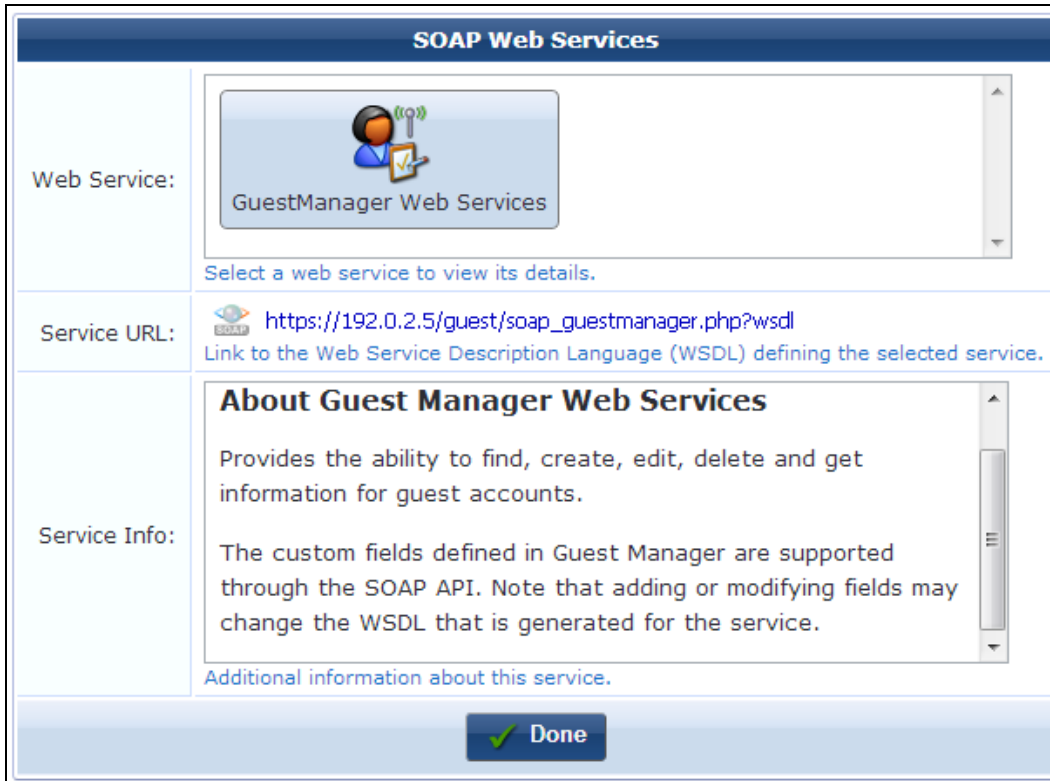 SOAP Web Services
Web Service:
GuestManager Web Services
Select a web service to view its details.
Service URL:
SOAP
https://192.0.2.5/guest/soap_guestmanager.php?wsdl
Link to the Web Service Description Language (WSDL) defining the selected service.
Service Info:
About Guest Manager Web Services
Provides the ability to find, create, edit, delete and get
information for guest accounts.
The custom fields defined in Guest Manager are supported
through the SOAP API. Note that adding or modifying fields may
change the WSDL that is generated for the service.
Additional information about this service.
Done